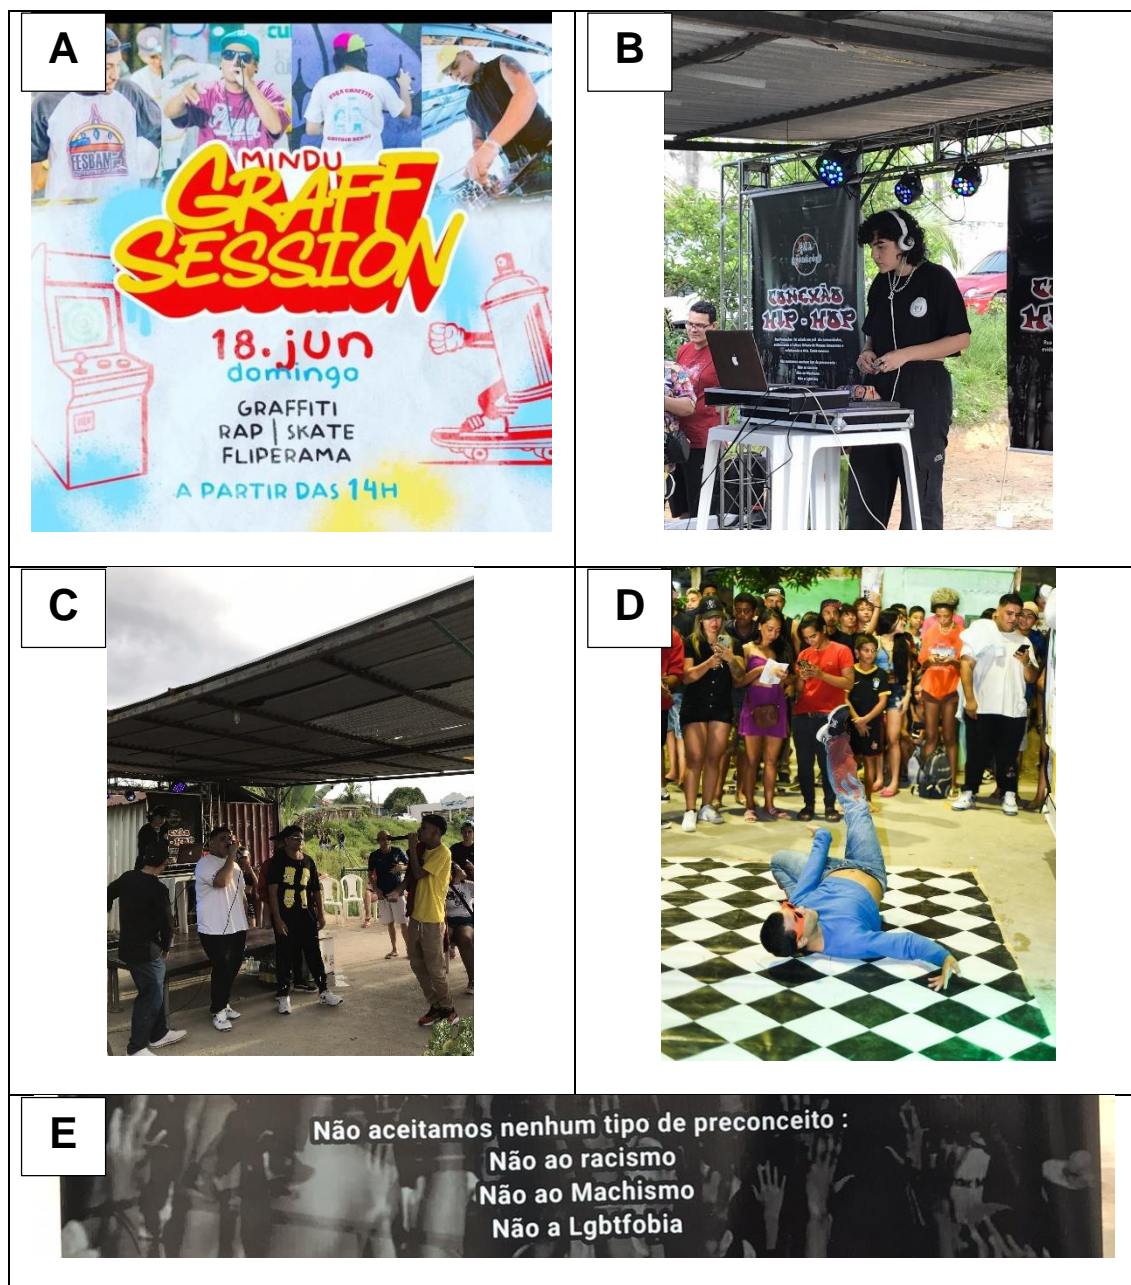 A
MINDU
GRAFF
SESSION
18.jun
domingo
GRAFFITI
RAP | SKATE
FLIPERAMA
A PARTIR DAS 14H
FESBAM
B
CONEXÃO
HIP-HOP
C
D
E
Não aceitamos nenhum tipo de preconceito :
Não ao racismo
Não ao Machismo
Não a Lgbtfobia